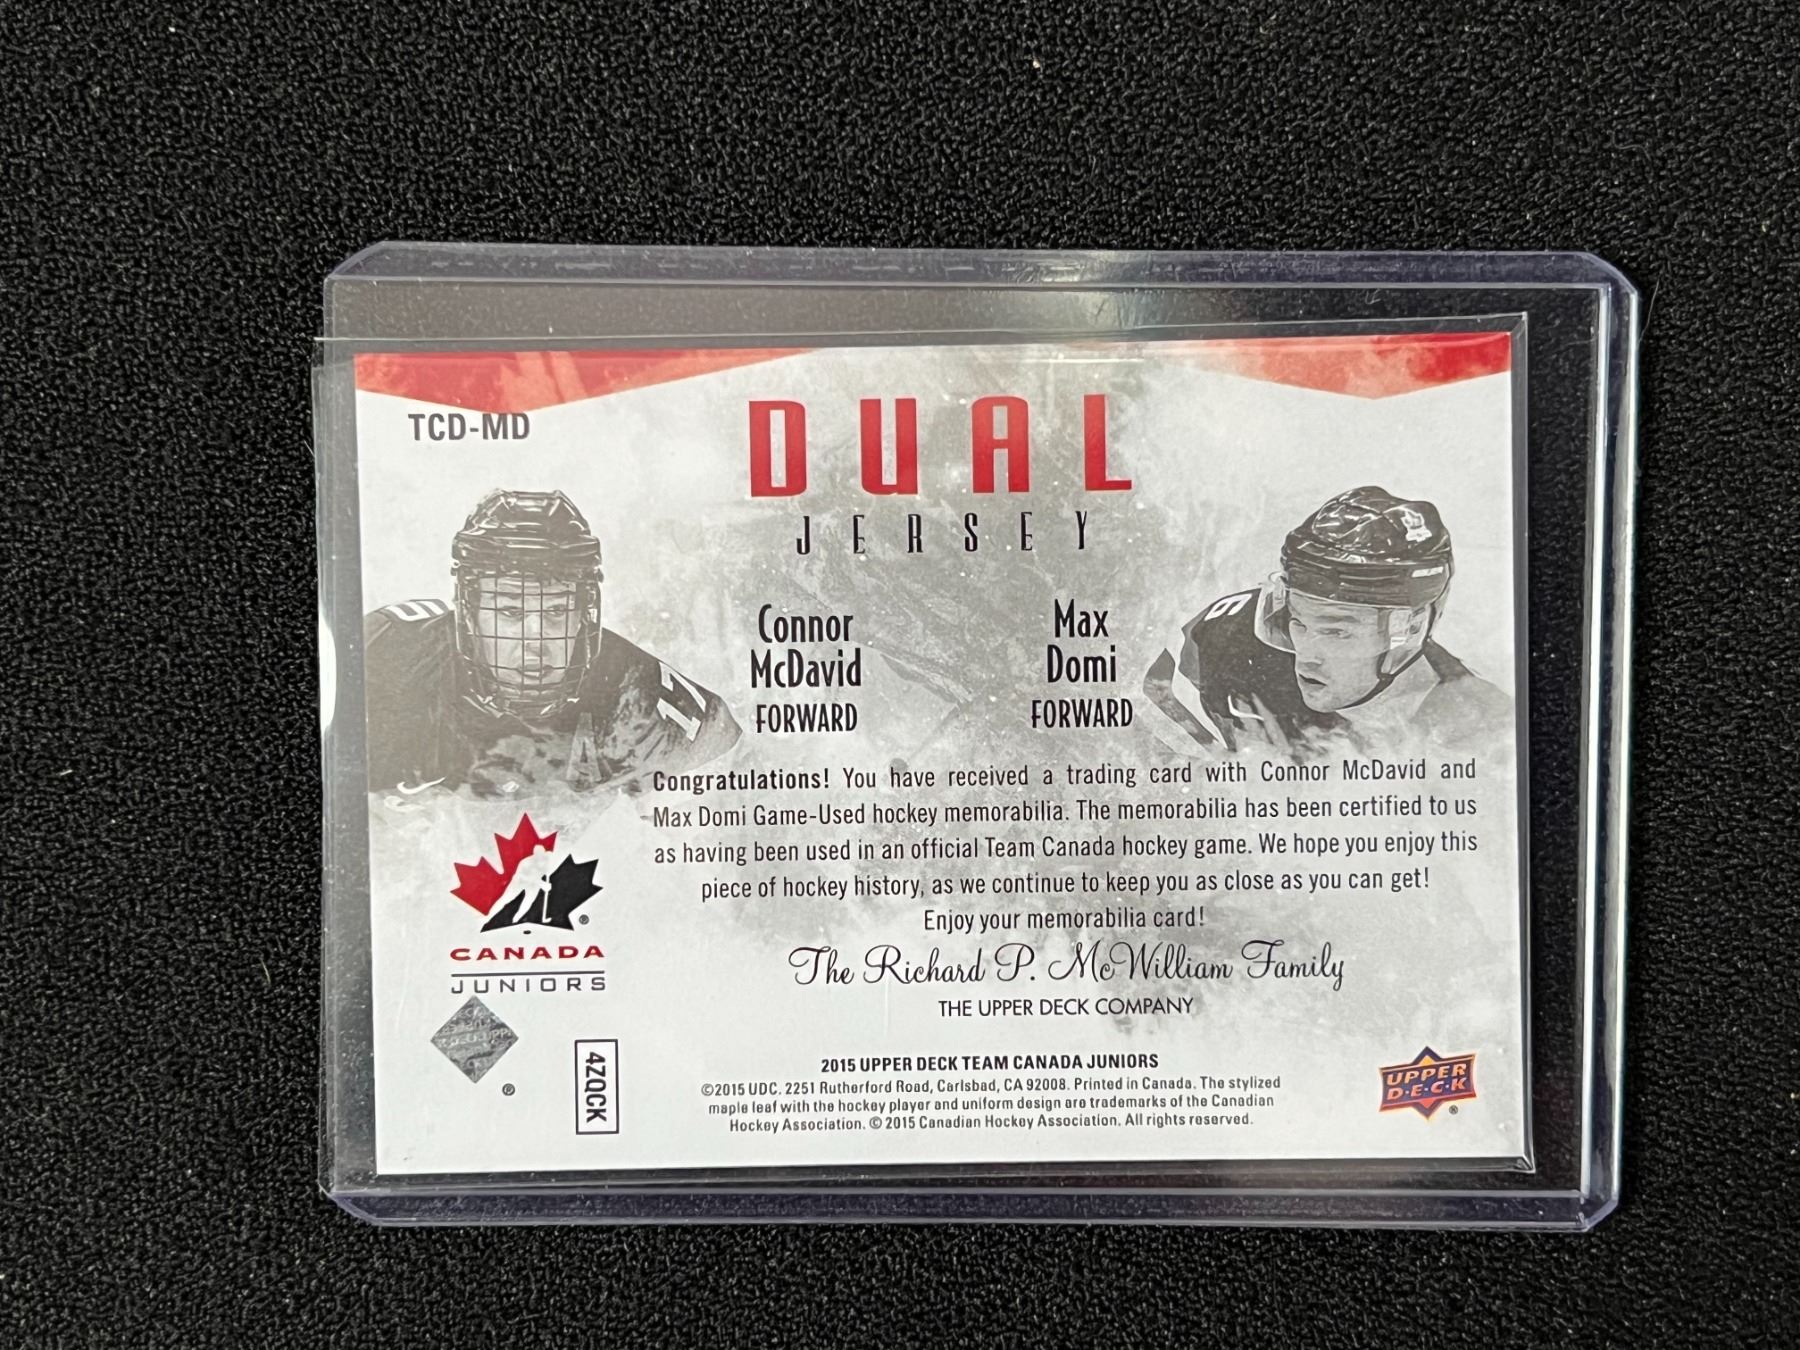 TCD-MD
DUAL
JERSEY
Connor
McDavid
FORWARD
Max
Domi
FORWARD
Congratulations! You have received a trading card with Connor McDavid and
Max Domi Game-Used hockey memorabilia. The memorabilia has been certified to us
as having been used in an official Team Canada hockey game. We hope you enjoy this
piece of hockey history, as we continue to keep you as close as you can get!
Enjoy your memorabilia card!
The Richard P. McWilliam Family
THE UPPER DECK COMPANY
CANADA
JUNIORS
®
4ZQCK
2015 UPPER DECK TEAM CANADA JUNIORS
©2015 UDC. 2251 Rutherford Road, Carlsbad, CA 92008. Printed in Canada. The stylized
maple leaf with the hockey player and uniform design are trademarks of the Canadian
Hockey Association. © 2015 Canadian Hockey Association. All rights reserved.
UPPER
D·E·C·K
®
17
A
6